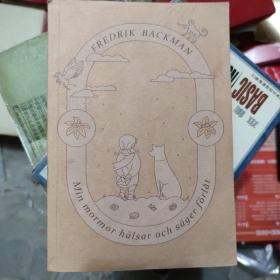 FREDRIK BACKMAN
Min mormor hälsar och säger förlåt
BASIC